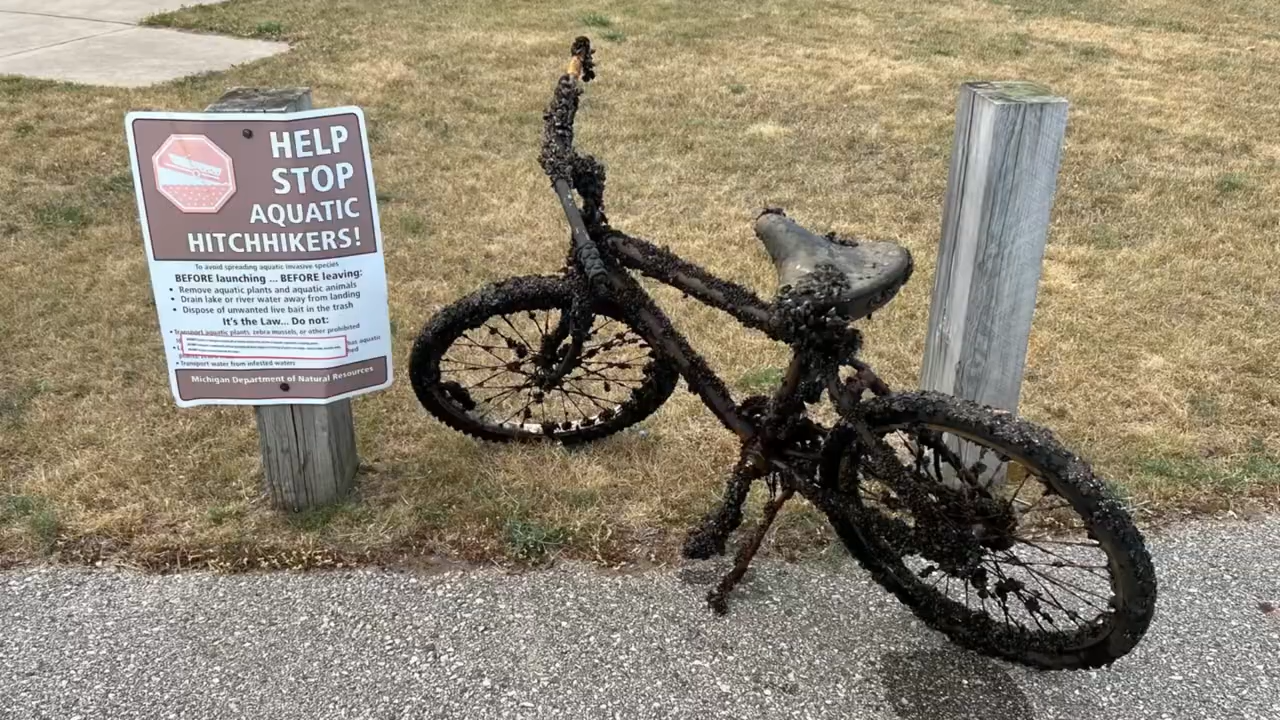 HELP
STOP
AQUATIC
HITCHHIKERS!
To avoid spreading aquatic invasive species
BEFORE launching ... BEFORE leaving:
• Remove aquatic plants and aquatic animals
• Drain lake or river water away from landing
• Dispose of unwanted live bait in the trash
It's the Law... Do not:
• Transport aquatic plants, zebra mussels, or other prohibited
has aquatic
• Transport water from infested waters
Michigan Department of Natural Resources